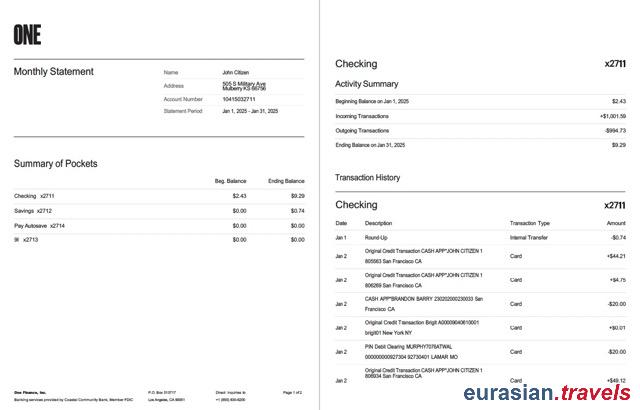 ONE
Monthly Statement
Name John Citizen
Address 505 S Military Ave
Mulberry KS 66756
Account Number 10415032711
Statement Period Jan 1, 2025 - Jan 31, 2025
Summary of Pockets
Beg. Balance Ending Balance
Checking x2711 $2.43 $9.29
Savings x2712 $0.00 $0.74
Pay Autosave x2714 $0.00 $0.00
x2713 $0.00 $0.00
One Finance, Inc. P.O. Box 513717 Direct inquiries to Page 1 of 2
Banking services provided by Coastal Community Bank, Member FDIC Los Angeles, CA 90051
Checking x2711
Activity Summary
Beginning Balance on Jan 1, 2025 $2.43
Incoming Transactions +$1,001.59
Outgoing Transactions -$994.73
Ending Balance on Jan 31, 2025 $9.29
Transaction History
Checking x2711
Date Description Transaction Type Amount
Jan 1 Round-Up Internal Transfer -$0.74
Original Credit Transaction CASH APP*JOHN CITIZEN 1
Jan 2 Card +$44.21
805563 San Francisco CA
Original Credit Transaction CASH APP*JOHN CITIZEN 1
Jan 2 Card +$4.75
806269 San Francisco CA
CASH APP*BRANDON BARRY 230202000230033 San
Jan 2 Card -$20.00
Francisco CA
Original Credit Transaction Brigit A00009040610001
Jan 2 Card +$0.01
brigit01 New York NY
PIN Debit Clearing MURPHY7076ATWAL
Jan 2 Card -$20.00
000000000927304 92730401 LAMAR MO
Original Credit Transaction CASH APP*JOHN CITIZEN 1
806934 San Francisco CA
Jan 2 Card +$49.12
eurasian.travels